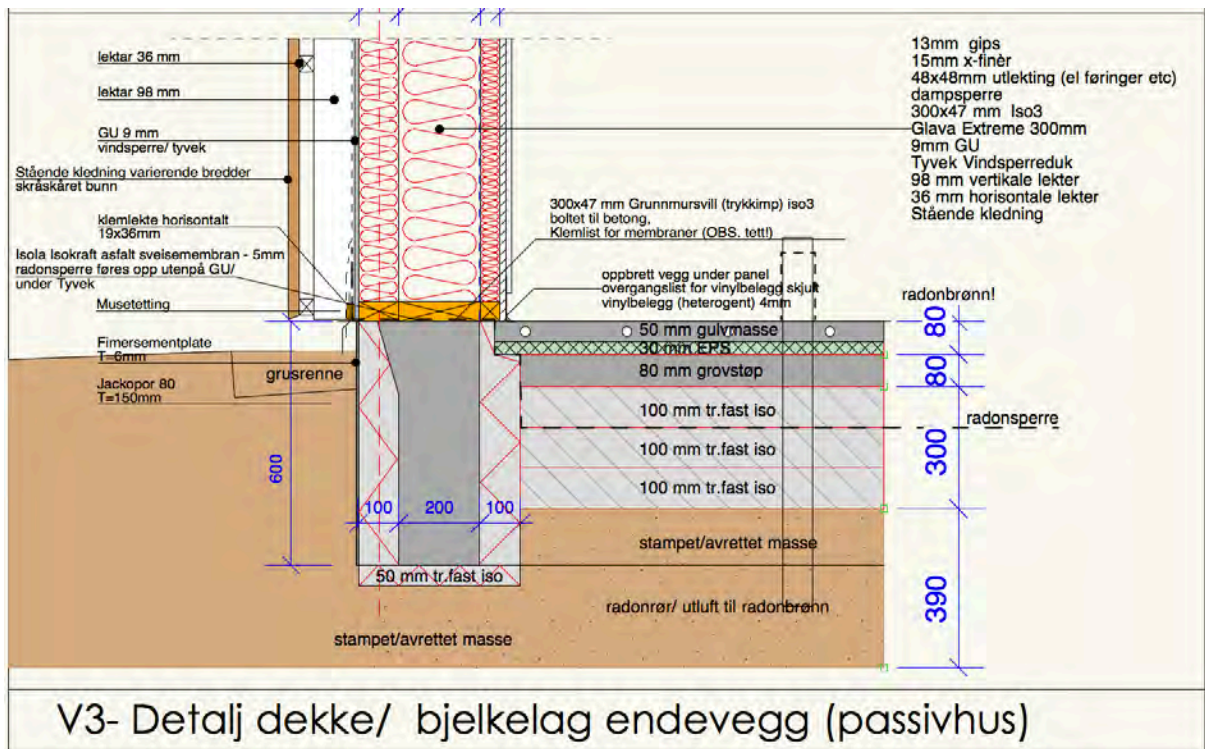 lektar 36 mm
lektar 98 mm
GU 9 mm
vindsperre/ tyvek
Stående kledning varierende bredder
skråskåret bunn
klemlekte horisontalt
19x36mm
Isola Isokraft asfalt sveisemembran - 5mm
radonsperre føres opp utenpå GU/
under Tyvek
Musetetting
Fimersementplate
T=6mm
grusrenne
Jackopor 80
T=150mm
13mm gips
15mm x-finèr
48x48mm utlekting (el føringer etc)
dampsperre
300x47 mm Iso3
Glava Extreme 300mm
9mm GU
Tyvek Vindsperreduk
98 mm vertikale lekter
36 mm horisontale lekter
Stående kledning
300x47 mm Grunnmursvill (trykkimp) iso3
boltet til betong,
Klemlist for membraner (OBS. tett!)
oppbrett vegg under panel
overgangslist for vinylbelegg skjult
vinylbelegg (heterogent) 4mm
radonbrønn!
50 mm gulvmasse
30 mm EPS
80 mm grovstøp
100 mm tr.fast iso
radonsperre
100 mm tr.fast iso
100 mm tr.fast iso
80
80
300
390
600
100 200 100
50 mm tr.fast iso
stampet/avrettet masse
radonrør/ utluft til radonbrønn
stampet/avrettet masse
V3- Detalj dekke/ bjelkelag endevegg (passivhus)